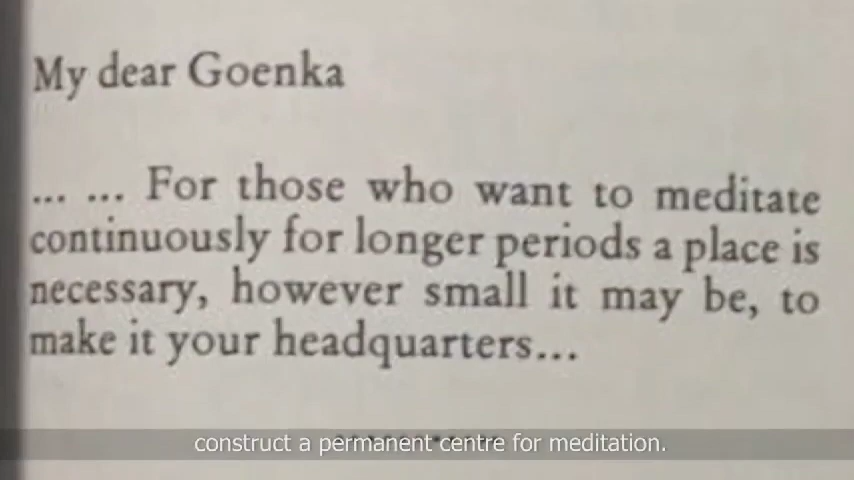 My dear Goenka
... ... For those who want to meditate
continuously for longer periods a place is
necessary, however small it may be, to
make it your headquarters...
construct a permanent centre for meditation.